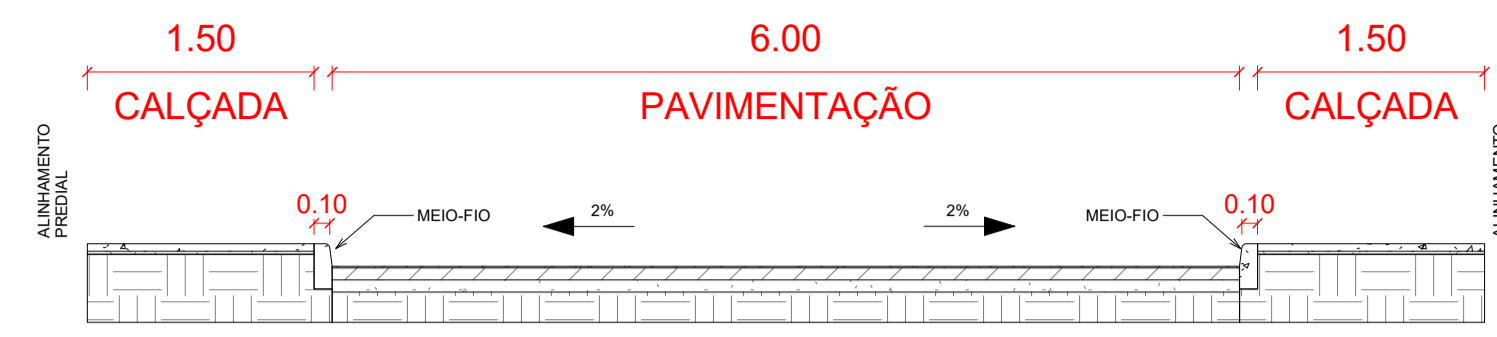 1.50
6.00
1.50
CALÇADA
PAVIMENTAÇÃO
CALÇADA
ALINHAMENTO
PREDIAL
0.10
MEIO-FIO
2%
2%
MEIO-FIO
0.10
ALINHAMENTO